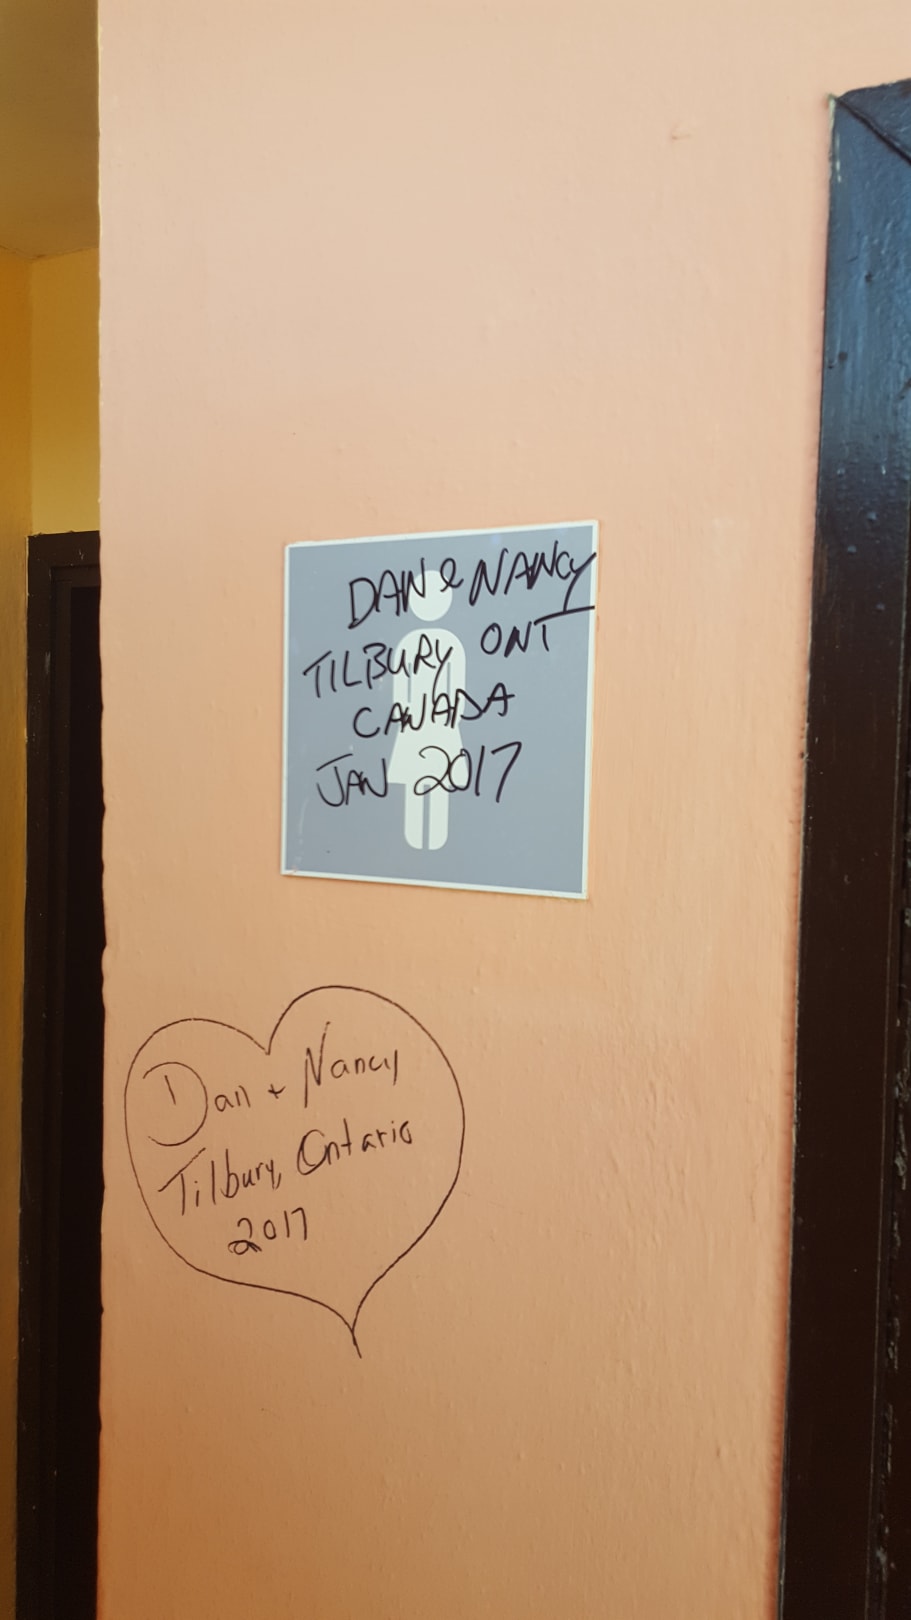 DAN & NANCY
TILBURY ONT
CANADA
JAN 2017
Dan + Nancy
Tilbury, Ontario
2017